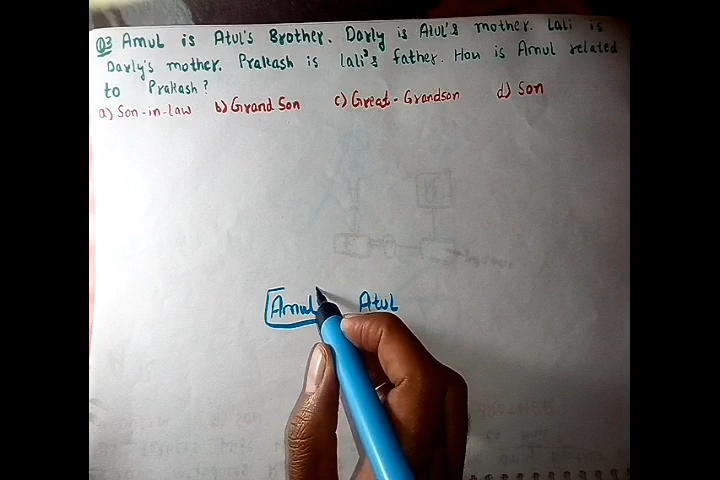 Q3 Amul is Atul's Brother. Darly is Atul's mother. Lali is
Darly's mother. Prakash is lali's father. How is Amul related
to Prakash?
a) Son-in-law b) Grand Son c) Great-Grandson d) Son
Amul Atul